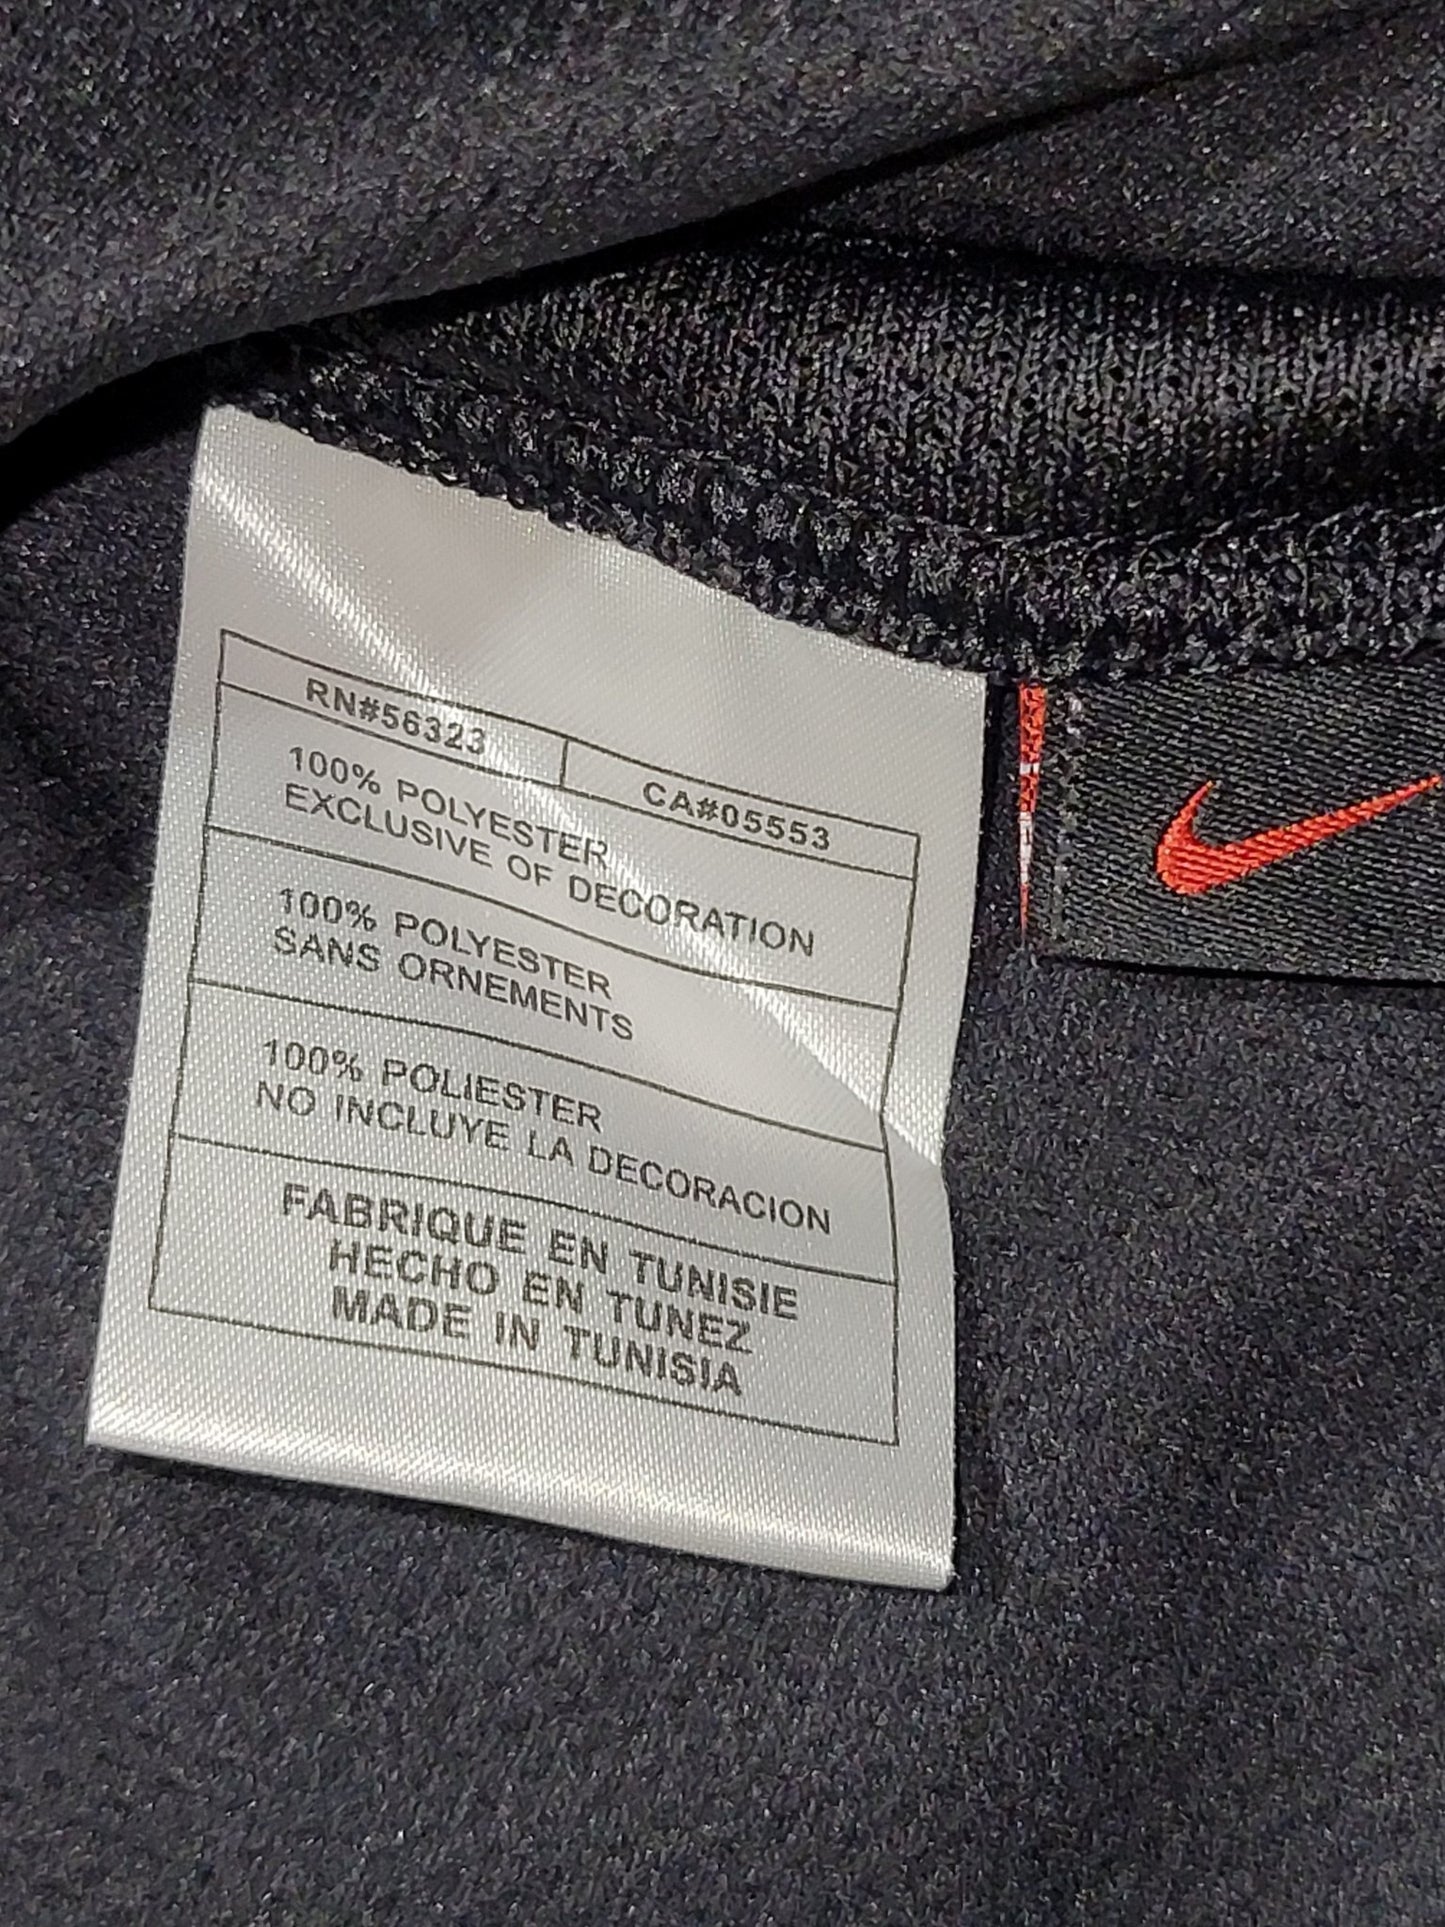 RN#56323 CA#05553
100% POLYESTER
EXCLUSIVE OF DECORATION
100% POLYESTER
SANS ORNEMENTS
100% POLIESTER
NO INCLUYE LA DECORACION
FABRIQUE EN TUNISIE
HECHO EN TUNEZ
MADE IN TUNISIA